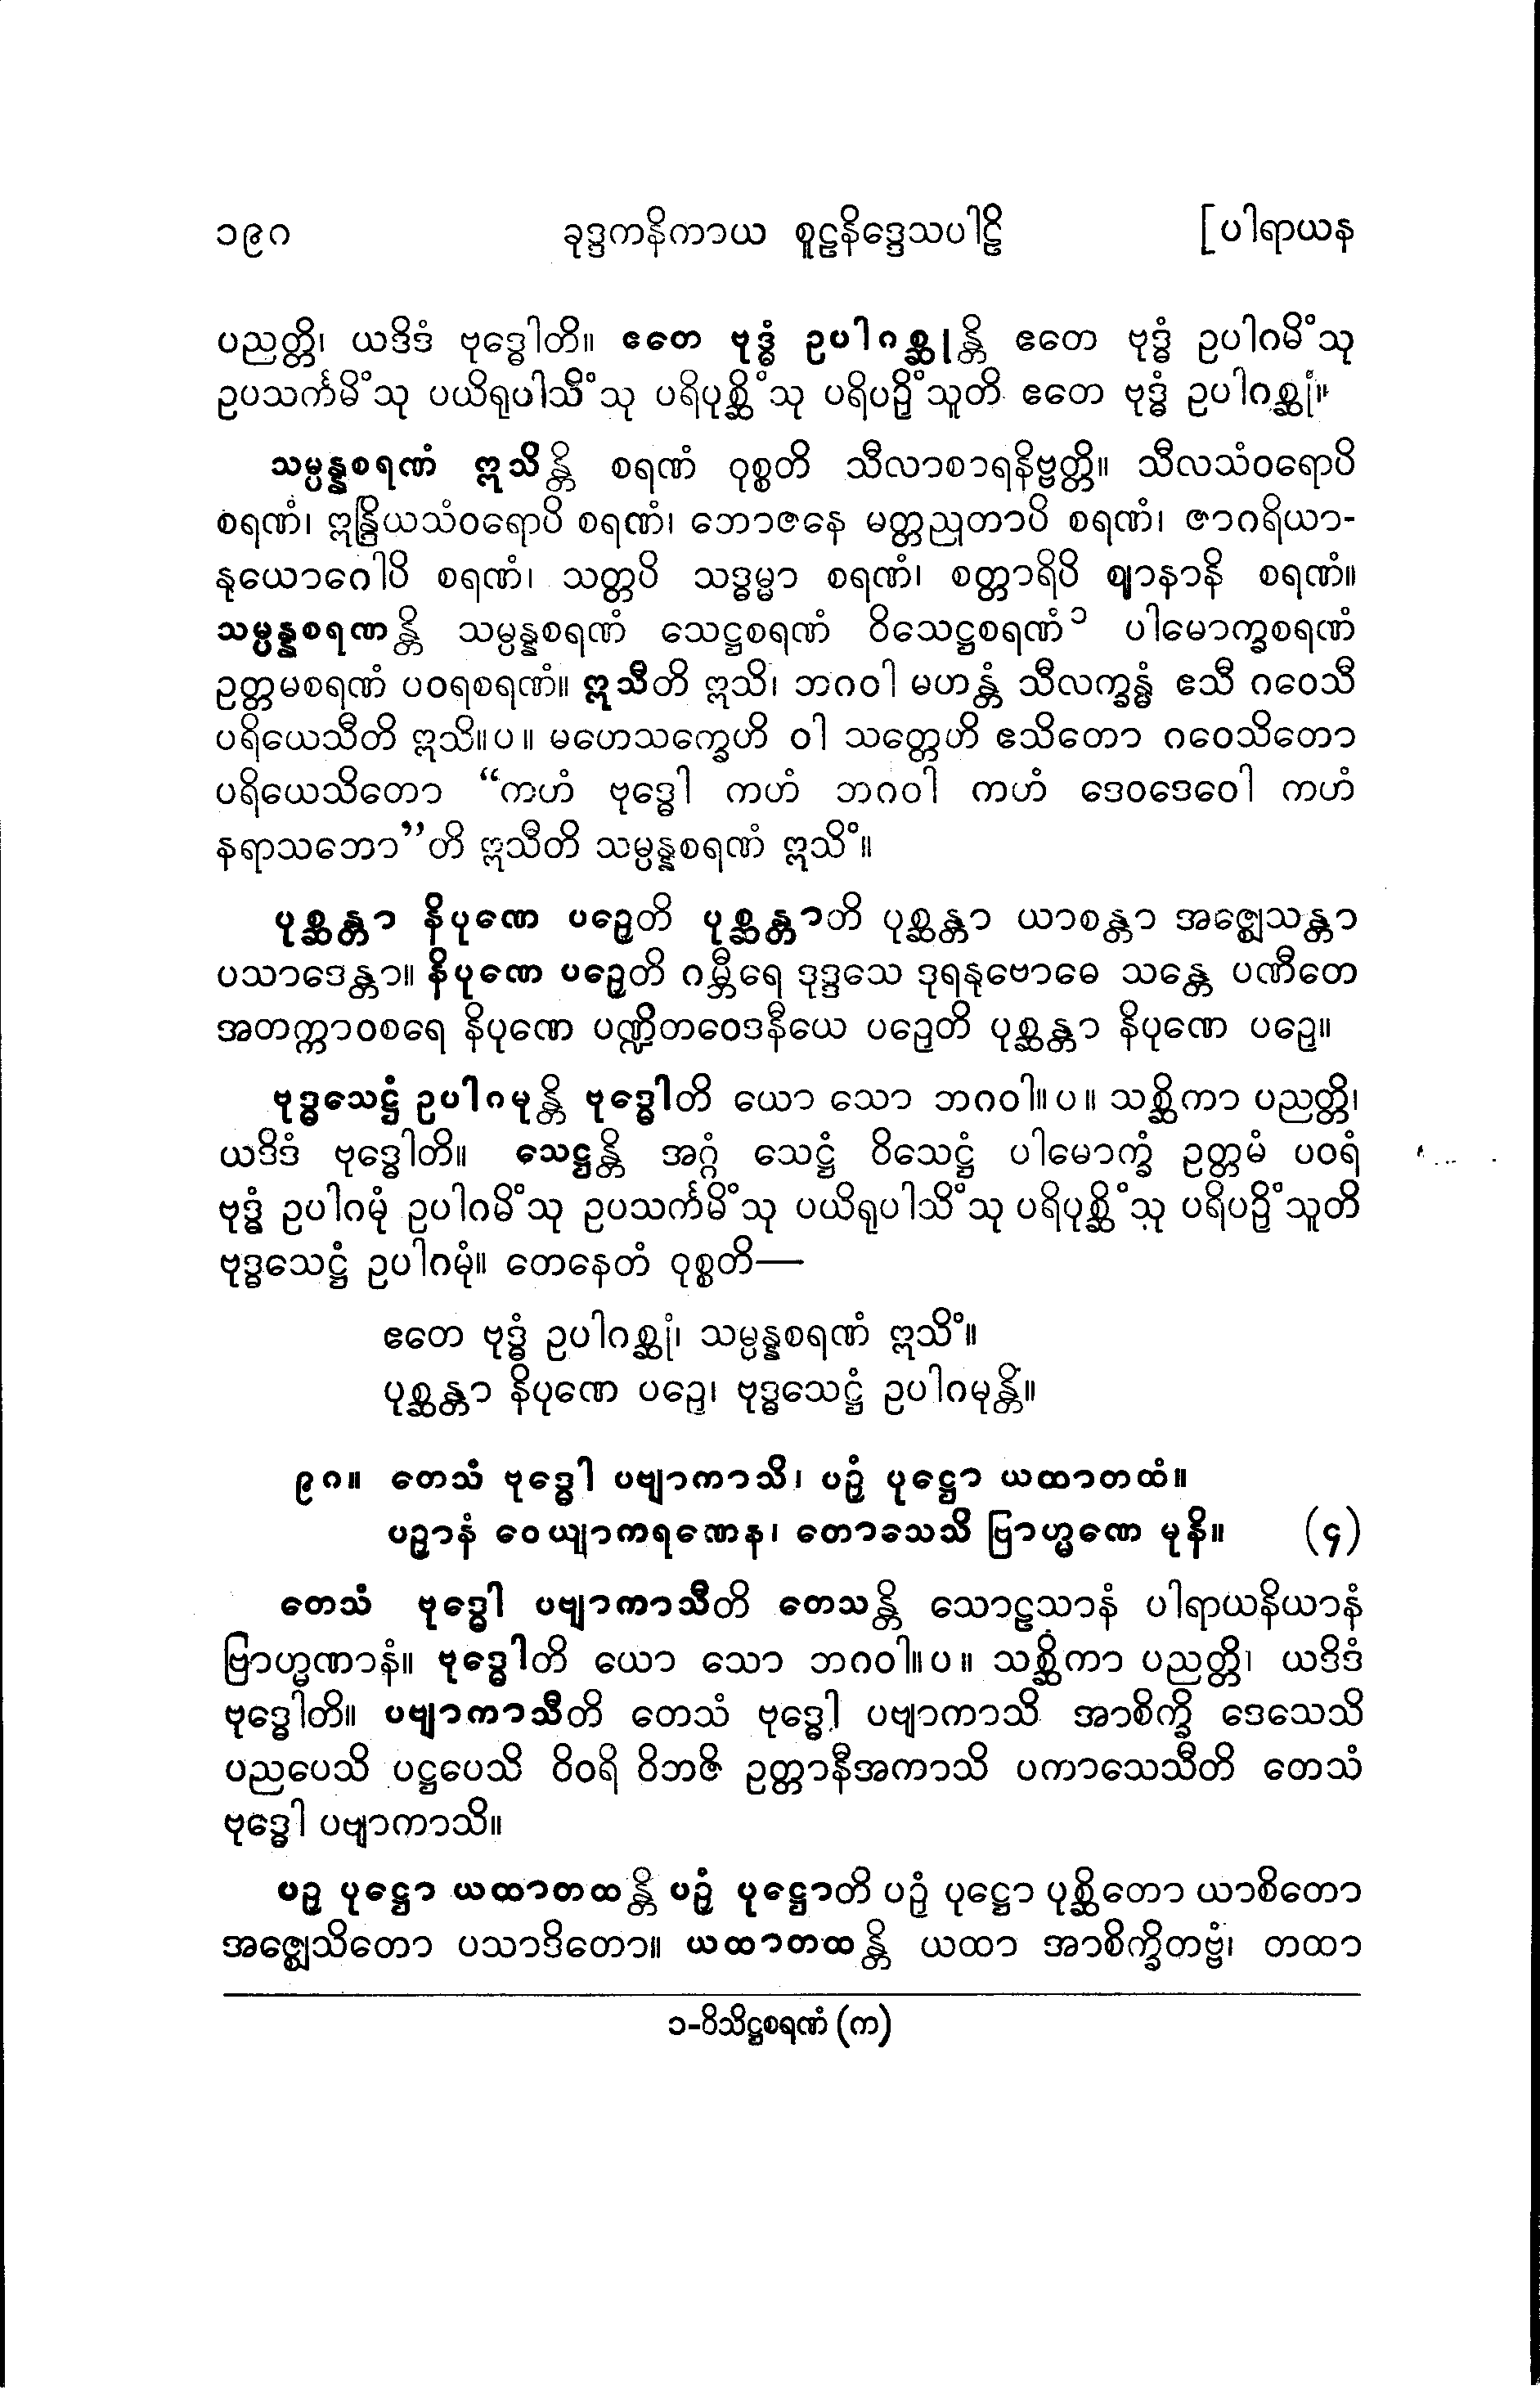 ၁၉ဂ ခုဒ္ဒကနိကာယ စူဠနိဒ္ဒေသပါဠိ [ပါရာယန
ပညတ္တိ၊ ယဒိဒံ ဗုဒ္ဓေါတိ။ ဧတေ ဗုဒ္ဓံ ဥပါဂစ္ဆုန္တိ ဧတေ ဗုဒ္ဓံ ဥပါဂမိံသု
ဥပသင်္ကမိံသု ပယိရုပါသိံသု ပရိပုစ္ဆိံသု ပရိပဉှိံသူတိ ဧတေ ဗုဒ္ဓံ ဥပါဂစ္ဆုံ။
သမ္ပန္နစရဏံ ဣသိန္တိ စရဏံ ဝုစ္စတိ သီလာစာရနိဗ္ဗတ္တိ။ သီလသံဝရောပိ
စရဏံ၊ ဣန္ဒြိယသံဝရောပိ စရဏံ၊ ဘောဇနေ မတ္တညုတာပိ စရဏံ၊ ဇာဂရိယာ-
နုယောဂေါပိ စရဏံ၊ သတ္တပိ သဒ္ဓမ္မာ စရဏံ၊ စတ္တာရိပိ ဈာနာနိ စရဏံ။
သမ္ပန္နစရဏန္တိ သမ္ပန္နစရဏံ သေဋ္ဌစရဏံ ဝိသေဋ္ဌစရဏံ၁ ပါမောက္ခစရဏံ
ဥတ္တမစရဏံ ပဝရစရဏံ။ ဣသီတိ ဣသိ၊ ဘဂဝါ မဟန္တံ သီလက္ခန္ဓံ ဧသီ ဂဝေသီ
ပရိယေသီတိ ဣသိ။ပ။ မဟေသက္ခေဟိ ဝါ သတ္တေဟိ ဧသိတော ဂဝေသိတော
ပရိယေသိတော “ကဟံ ဗုဒ္ဓေါ ကဟံ ဘဂဝါ ကဟံ ဒေဝဒေဝေါ ကဟံ
နရာသဘော”ဟိ ဣသီတိ သမ္ပန္နစရဏံ ဣသိံ။
ပုစ္ဆန္တာ နိပုဏေ ပဉှေတိ ပုစ္ဆန္တာတိ ပုစ္ဆန္တာ ယာစန္တာ အဇ္ဈေသန္တာ
ပသာဒေန္တာ။ နိပုဏေ ပဉှေတိ ဂမ္ဘီရေ ဒုဒ္ဒသေ ဒုရနုဗောဓေ သန္တေ ပဏီတေ
အတက္ကာဝစရေ နိပုဏေ ပဏ္ဍိတဝေဒနီယေ ပဉှေတိ ပုစ္ဆန္တာ နိပုဏေ ပဉှေ။
ဗုဒ္ဓသေဋ္ဌံ ဥပါဂမုန္တိ ဗုဒ္ဓေါတိ ယော သော ဘဂဝါ။ပ။ သစ္ဆိကာ ပညတ္တိ၊
ယဒိဒံ ဗုဒ္ဓေါတိ။ သေဋ္ဌန္တိ အဂ္ဂံ သေဋ္ဌံ ဝိသေဋ္ဌံ ပါမောက္ခံ ဥတ္တမံ ပဝရံ
ဗုဒ္ဓံ ဥပါဂမုံ ဥပါဂမိံသု ဥပသင်္ကမိံသု ပယိရုပါသိံသု ပရိပုစ္ဆိံသု ပရိပဉှိံသူတိ
ဗုဒ္ဓသေဋ္ဌံ ဥပါဂမုံ။ တေနေတံ ဝုစ္စတိ—
ဧတေ ဗုဒ္ဓံ ဥပါဂစ္ဆုံ၊ သမ္ပန္နစရဏံ ဣသိံ။
ပုစ္ဆန္တာ နိပုဏေ ပဉှေ၊ ဗုဒ္ဓသေဋ္ဌံ ဥပါဂမုန္တိ။
၉ဂ။ တေသံ ဗုဒ္ဓေါ ပဗျာကာသိ၊ ပဉှံ ပုဋ္ဌော ယထာတထံ။
ပဉှာနံ ဝေယျာကရဏေန၊ တောသေသိ ဗြာဟ္မဏေ မုနိ။ (၄)
တေသံ ဗုဒ္ဓေါ ပဗျာကာသီတိ တေသန္တိ သောဠသာနံ ပါရာယနိယာနံ
ဗြာဟ္မဏာနံ။ ဗုဒ္ဓေါတိ ယော သော ဘဂဝါ။ပ။ သစ္ဆိကာ ပညတ္တိ၊ ယဒိဒံ
ဗုဒ္ဓေါတိ။ ပဗျာကာသီတိ တေသံ ဗုဒ္ဓေါ ပဗျာကာသိ အာစိက္ခိ ဒေသေသိ
ပညပေသိ ပဋ္ဌပေသိ ဝိဝရိ ဝိဘဇိ ဥတ္တာနီအကာသိ ပကာသေသီတိ တေသံ
ဗုဒ္ဓေါ ပဗျာကာသိ။
ပဉှ ပုဋ္ဌော ယထာတထန္တိ ပဉှံ ပုဋ္ဌောတိ ပဉှံ ပုဋ္ဌော ပုစ္ဆိတော ယာစိတော
အဇ္ဈေသိတော ပသာဒိတော။ ယထာတထန္တိ ယထာ အာစိက္ခိတဗ္ဗံ၊ တထာ
၁-ဝိသိဋ္ဌစရဏံ (က)